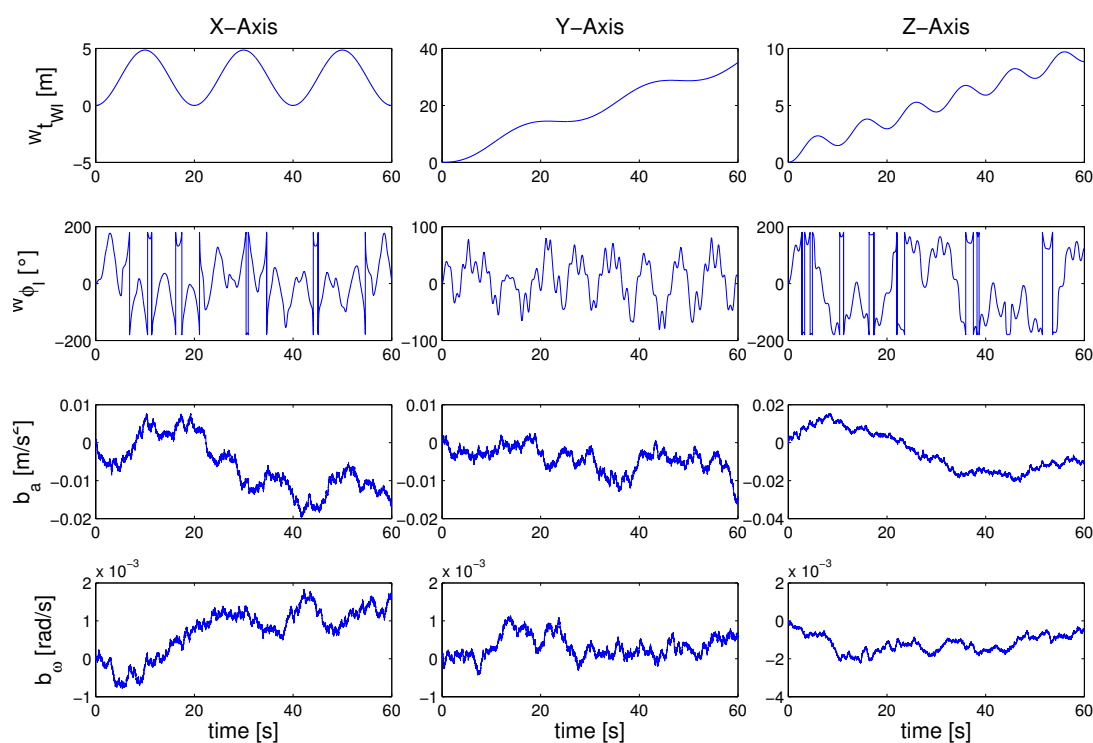 X−Axis
Y−Axis
Z−Axis
w t WI [m]
5
0
−5
0 20 40 60
40
20
0
0 20 40 60
10
5
0
0 20 40 60
w ϕ I [°]
200
0
−200
0 20 40 60
100
0
−100
0 20 40 60
200
0
−200
0 20 40 60
b a [m/s²]
0.01
0
−0.01
−0.02
0 20 40 60
0.01
0
−0.01
−0.02
0 20 40 60
0.02
0
−0.02
−0.04
0 20 40 60
b ω [rad/s]
x 10 −3
2
1
0
−1
0 20 40 60
time [s]
x 10 −3
2
1
0
−1
0 20 40 60
time [s]
x 10 −3
2
0
−2
−4
0 20 40 60
time [s]